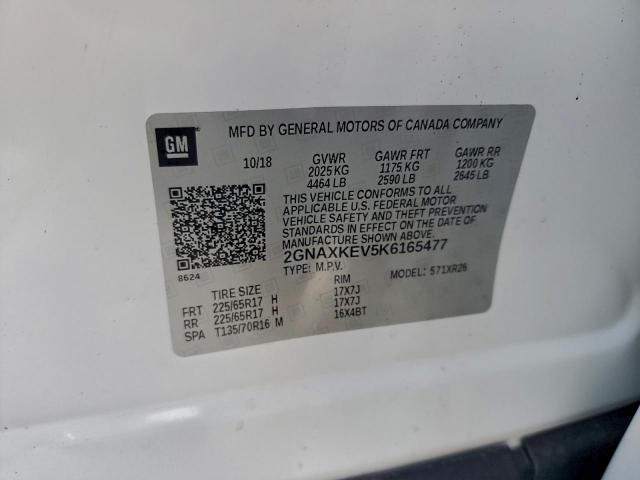 GM
MFD BY GENERAL MOTORS OF CANADA COMPANY
10/18 GVWR GAWR FRT GAWR RR
2025 KG 1175 KG 1200 KG
4464 LB 2590 LB 2645 LB
THIS VEHICLE CONFORMS TO ALL
APPLICABLE U.S. FEDERAL MOTOR
VEHICLE SAFETY AND THEFT PREVENTION
STANDARDS IN EFFECT ON THE DATE OF
MANUFACTURE SHOWN ABOVE.
2GNAXKEV5K6165477
8624
TYPE: M.P.V. MODEL: 571XR26
TIRE SIZE RIM
FRT 225/65R17 H 17X7J
RR 225/65R17 H 17X7J
SPA T135/70R16 M 16X4BT